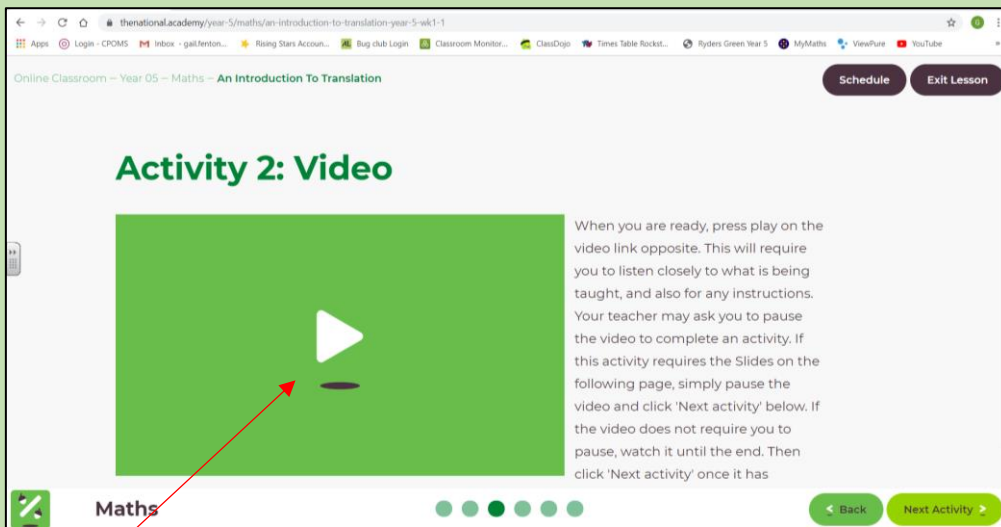 thenational.academy/year-5/maths/an-introduction-to-translation-year-5-wk1-1
Apps Login - CPOMS Inbox - gail.fenton... Rising Stars Accoun... Bug club Login Classroom Monitor... ClassDojo Times Table Rockst... Ryders Green Year 5 MyMaths ViewPure YouTube
Online Classroom – Year 05 – Maths – An Introduction To Translation
Schedule
Exit Lesson
Activity 2: Video
When you are ready, press play on the
video link opposite. This will require
you to listen closely to what is being
taught, and also for any instructions.
Your teacher may ask you to pause
the video to complete an activity. If
this activity requires the Slides on the
following page, simply pause the
video and click 'Next activity' below. If
the video does not require you to
pause, watch it until the end. Then
click 'Next activity' once it has
Maths
Back
Next Activity